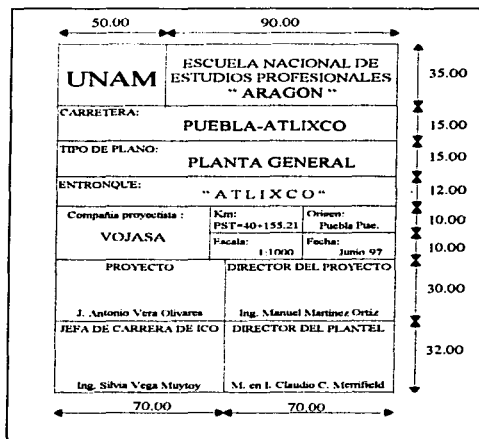 50.00 90.00
UNAM
ESCUELA NACIONAL DE
ESTUDIOS PROFESIONALES
" ARAGON "
35.00
CARRETERA:
PUEBLA-ATLIXCO
15.00
TIPO DE PLANO:
PLANTA GENERAL
15.00
ENTRONQUE:
"ATLIXCO"
12.00
Compañia proyectista :
VOJASA
Km:
PST=40+155.21
Origen:
Puebla Pue.
10.00
Escala:
1:1000
Fecha:
Junio 97
10.00
PROYECTO
J. Antonio Vera Olivares
DIRECTOR DEL PROYECTO
Ing. Manuel Martinez Ortiz
30.00
JEFA DE CARRERA DE ICO
Ing. Silvia Vega Muytoy
DIRECTOR DEL PLANTEL
M. en I. Claudio C. Merrifield
32.00
70.00 70.00